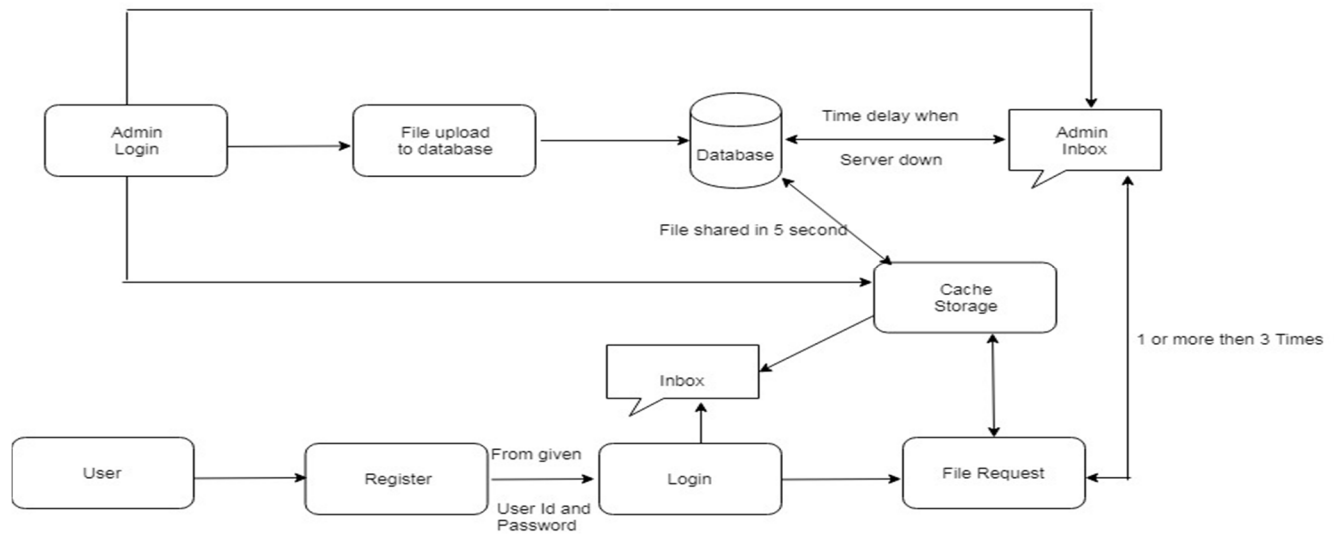 Admin
Login
File upload
to database
Database
Time delay when
Server down
Admin
Inbox
File shared in 5 second
Cache
Storage
1 or more then 3 Times
Inbox
User
Register
From given
User Id and
Password
Login
File Request